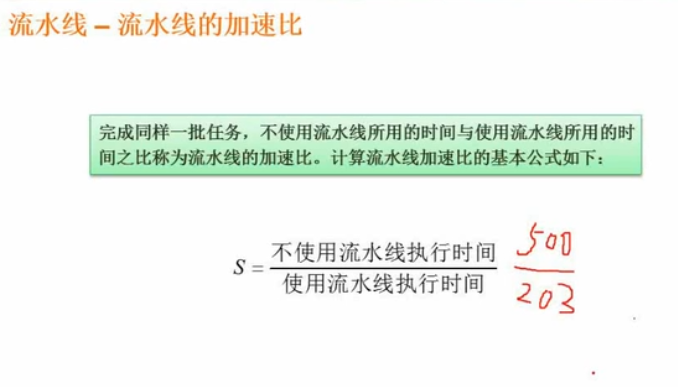 流水线 – 流水线的加速比
完成同样一批任务，不使用流水线所用的时间与使用流水线所用的时
间之比称为流水线的加速比。计算流水线加速比的基本公式如下：
S = 不使用流水线执行时间 / 使用流水线执行时间
500
203